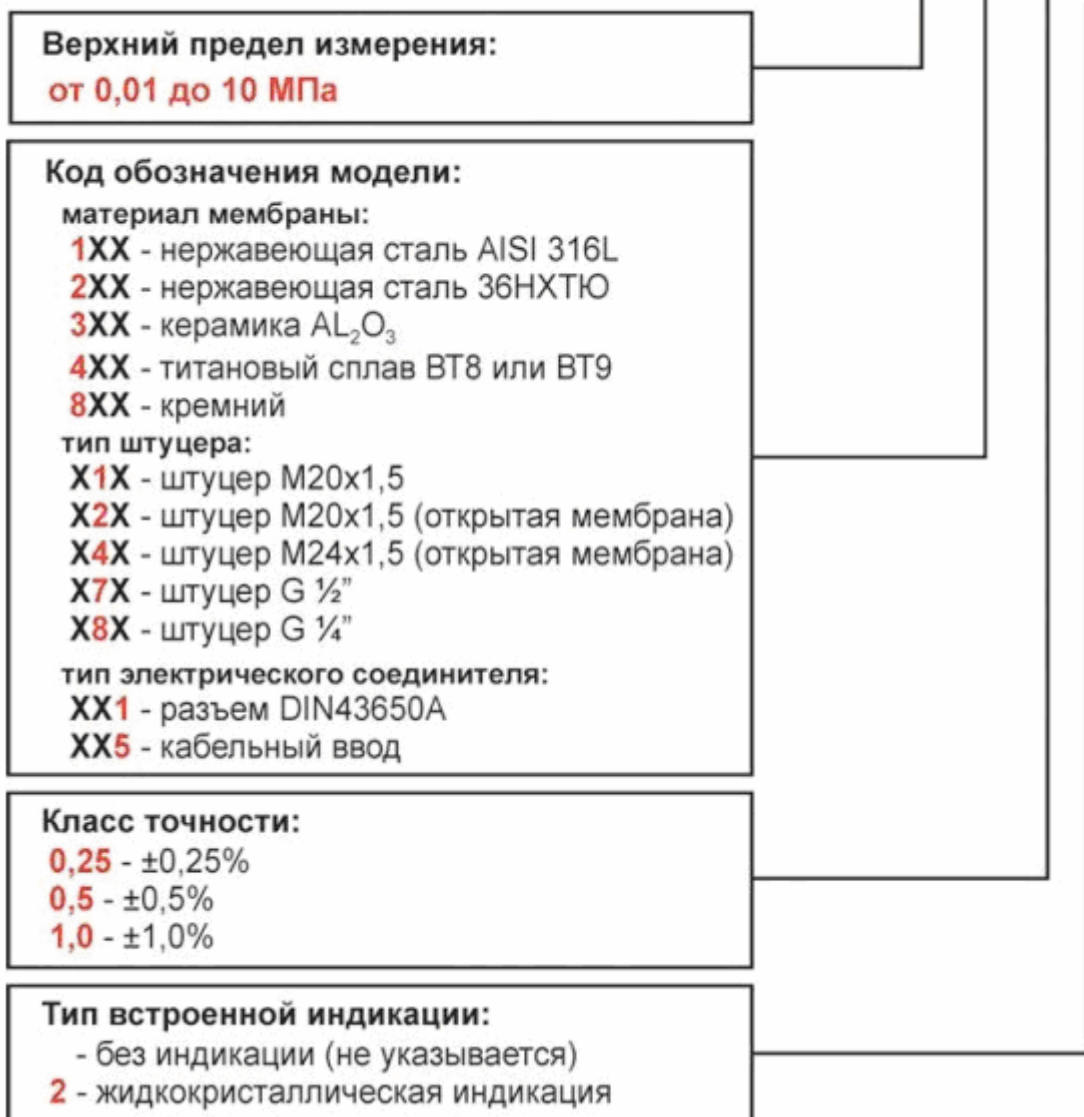 Верхний предел измерения:
от 0,01 до 10 МПа
Код обозначения модели:
материал мембраны:
1XX - нержавеющая сталь AISI 316L
2XX - нержавеющая сталь 36НХТЮ
3XX - керамика AL₂O₃
4XX - титановый сплав ВТ8 или ВТ9
8XX - кремний
тип штуцера:
X1X - штуцер M20x1,5
X2X - штуцер M20x1,5 (открытая мембрана)
X4X - штуцер M24x1,5 (открытая мембрана)
X7X - штуцер G ½”
X8X - штуцер G ¼”
тип электрического соединителя:
XX1 - разъем DIN43650A
XX5 - кабельный ввод
Класс точности:
0,25 - ±0,25%
0,5 - ±0,5%
1,0 - ±1,0%
Тип встроенной индикации:
- без индикации (не указывается)
2 - жидкокристаллическая индикация